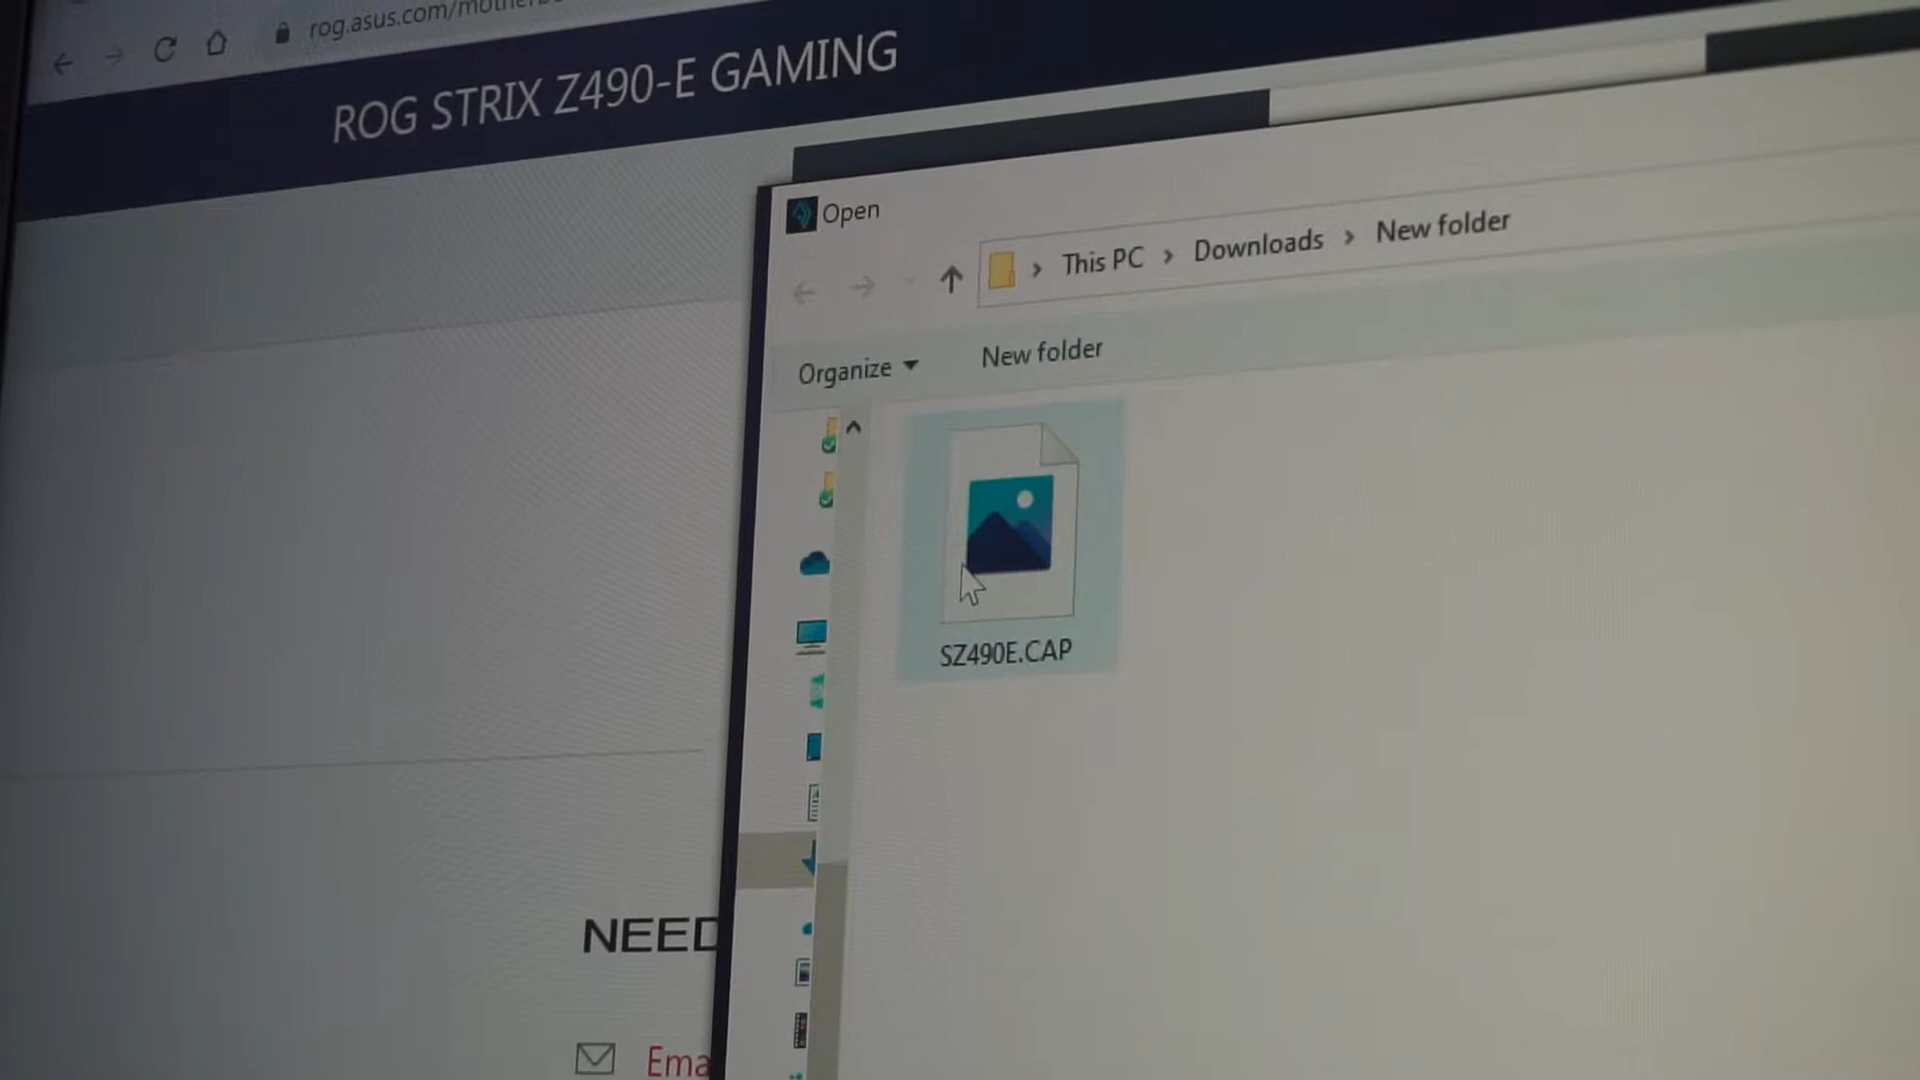 rog.asus.com/mother
ROG STRIX Z490-E GAMING
Open
This PC > Downloads > New folder
Organize
New folder
SZ490E.CAP
NEED
Ema